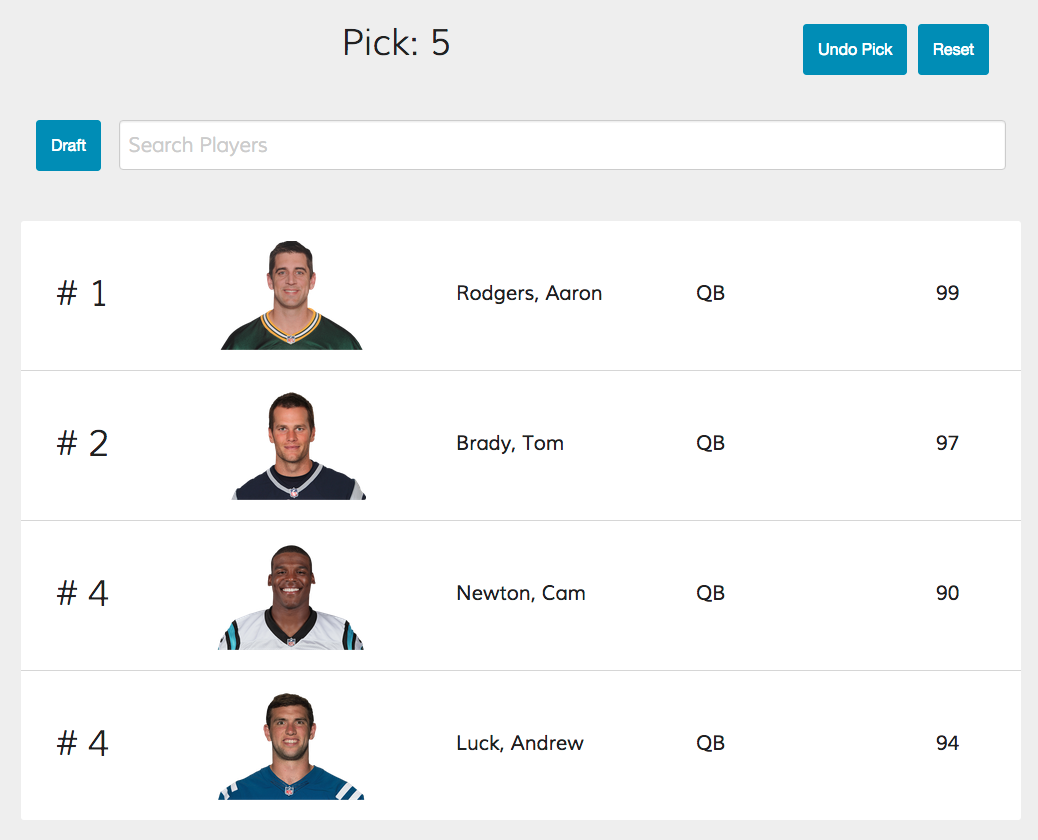 Pick: 5
Undo Pick
Reset
Draft
Search Players
# 1 Rodgers, Aaron QB 99
# 2 Brady, Tom QB 97
# 4 Newton, Cam QB 90
# 4 Luck, Andrew QB 94